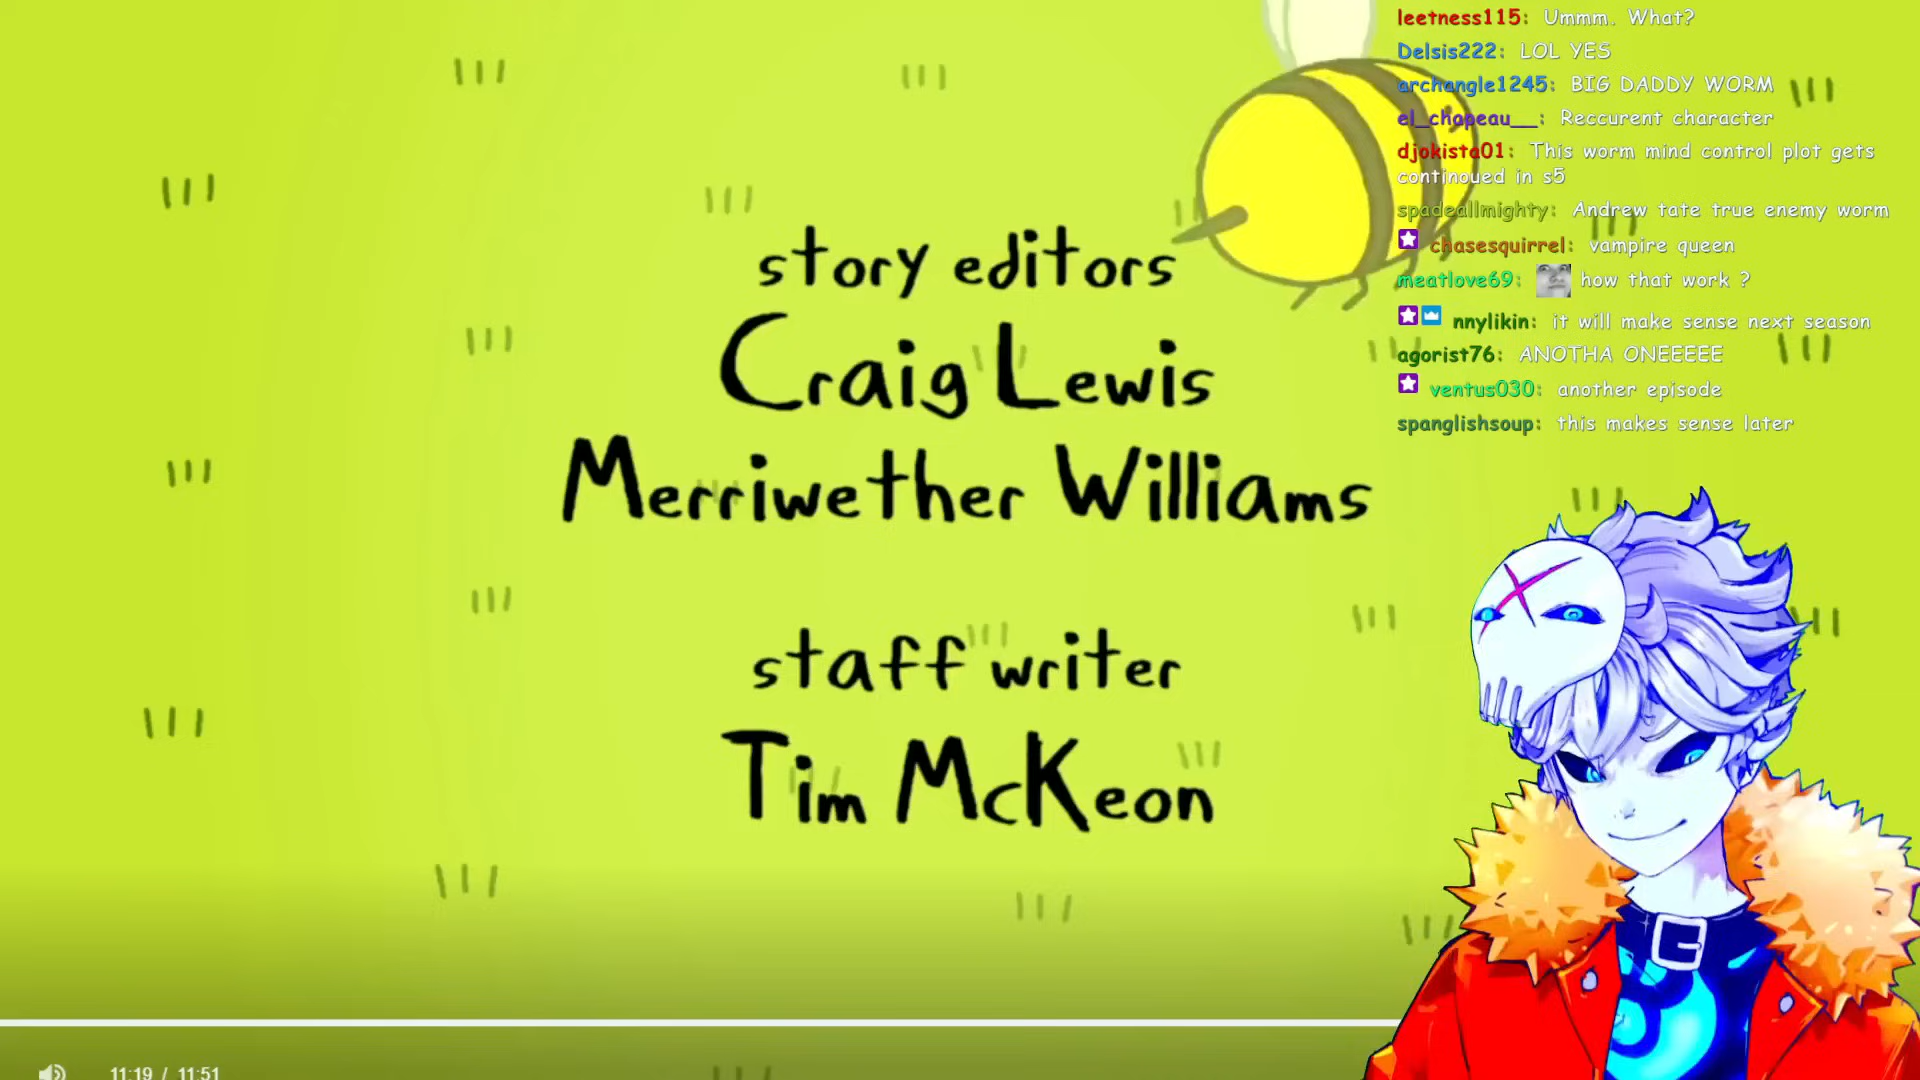 story editors
Craig Lewis
Merriwether Williams
staff writer
Tim McKeon
leetness115: Ummm. What?
Delsis222: LOL YES
archangle1245: BIG DADDY WORM
el_chapeau__: Reccurent character
djokista01: This worm mind control plot gets
continoued in s5
spadeallmighty: Andrew tate true enemy worm
chasesquirrel: vampire queen
meatlove69: how that work ?
nnylikin: it will make sense next season
agorist76: ANOTHA ONEEEEE
ventus030: another episode
spanglishsoup: this makes sense later
11:19 / 11:51